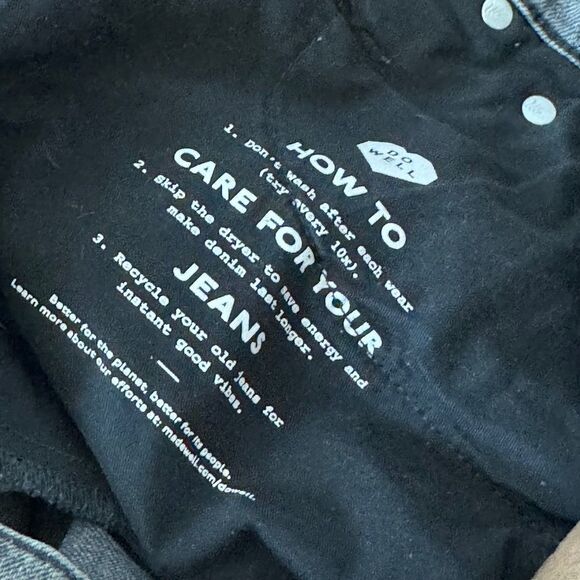 DO
WELL
HOW TO
CARE FOR YOUR
JEANS
1. Don't wash after each wear
(try every 10x).
2. Skip the dryer to save energy and
make denim last longer.
3. Recycle your old jeans for
instant good vibes.
—
Better for the planet, better for its people.
Learn more about our efforts at: madewell.com/dowell.